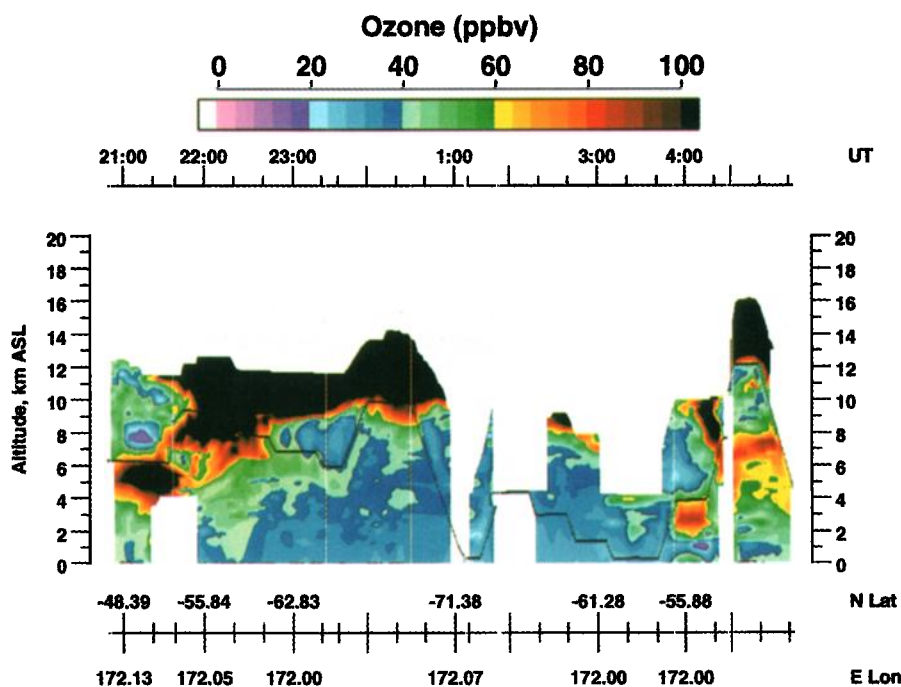 Ozone (ppbv)
0 20 40 60 80 100
21:00 22:00 23:00 1:00 3:00 4:00 UT
20 20
18 18
16 16
14 14
12 12
10 10
8 8
6 6
4 4
2 2
0 0
Altitude, km ASL
-48.39 -55.84 -62.83 -71.38 -61.28 -55.88 N Lat
172.13 172.05 172.00 172.07 172.00 172.00 E Lon